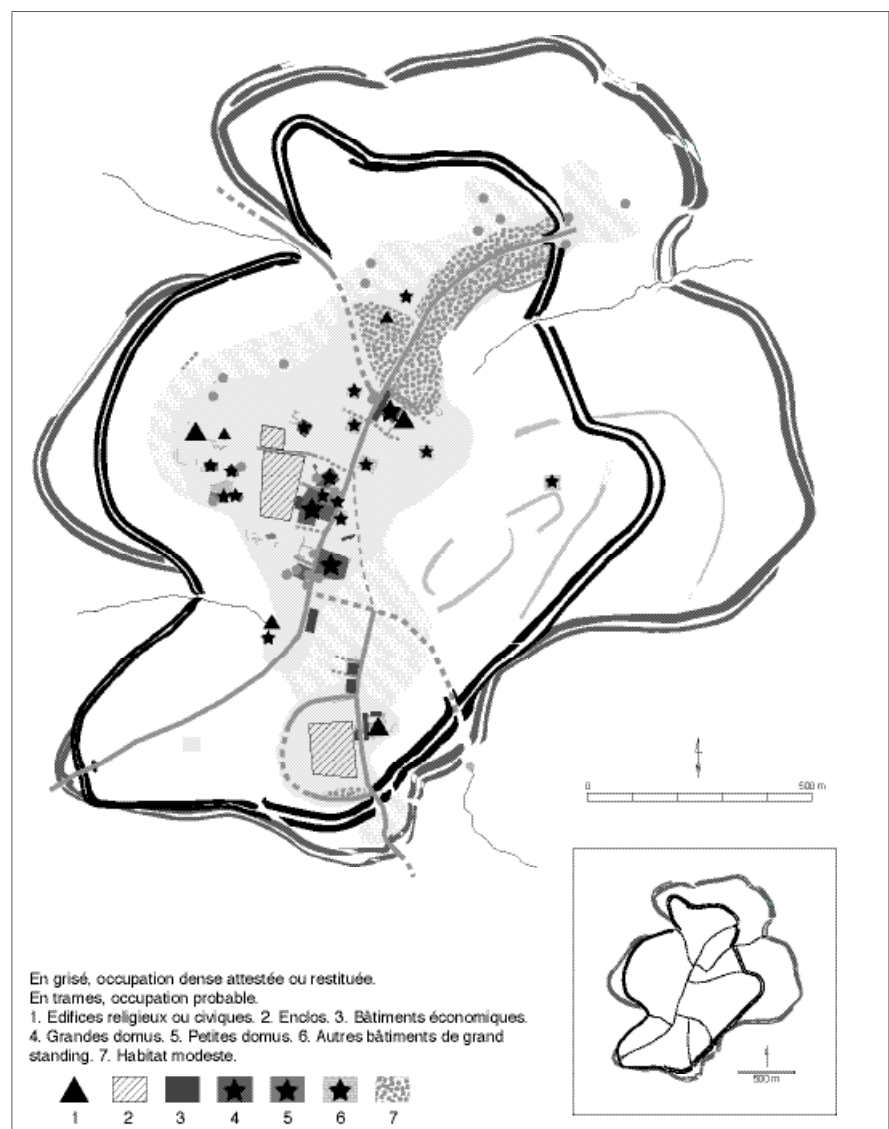 N
0
500 m
En grisé, occupation dense attestée ou restituée.
En trames, occupation probable.
1. Edifices religieux ou civiques. 2. Enclos. 3. Bâtiments économiques.
4. Grandes domus. 5. Petites domus. 6. Autres bâtiments de grand
standing. 7. Habitat modeste.
1 2 3 4 5 6 7
500 m